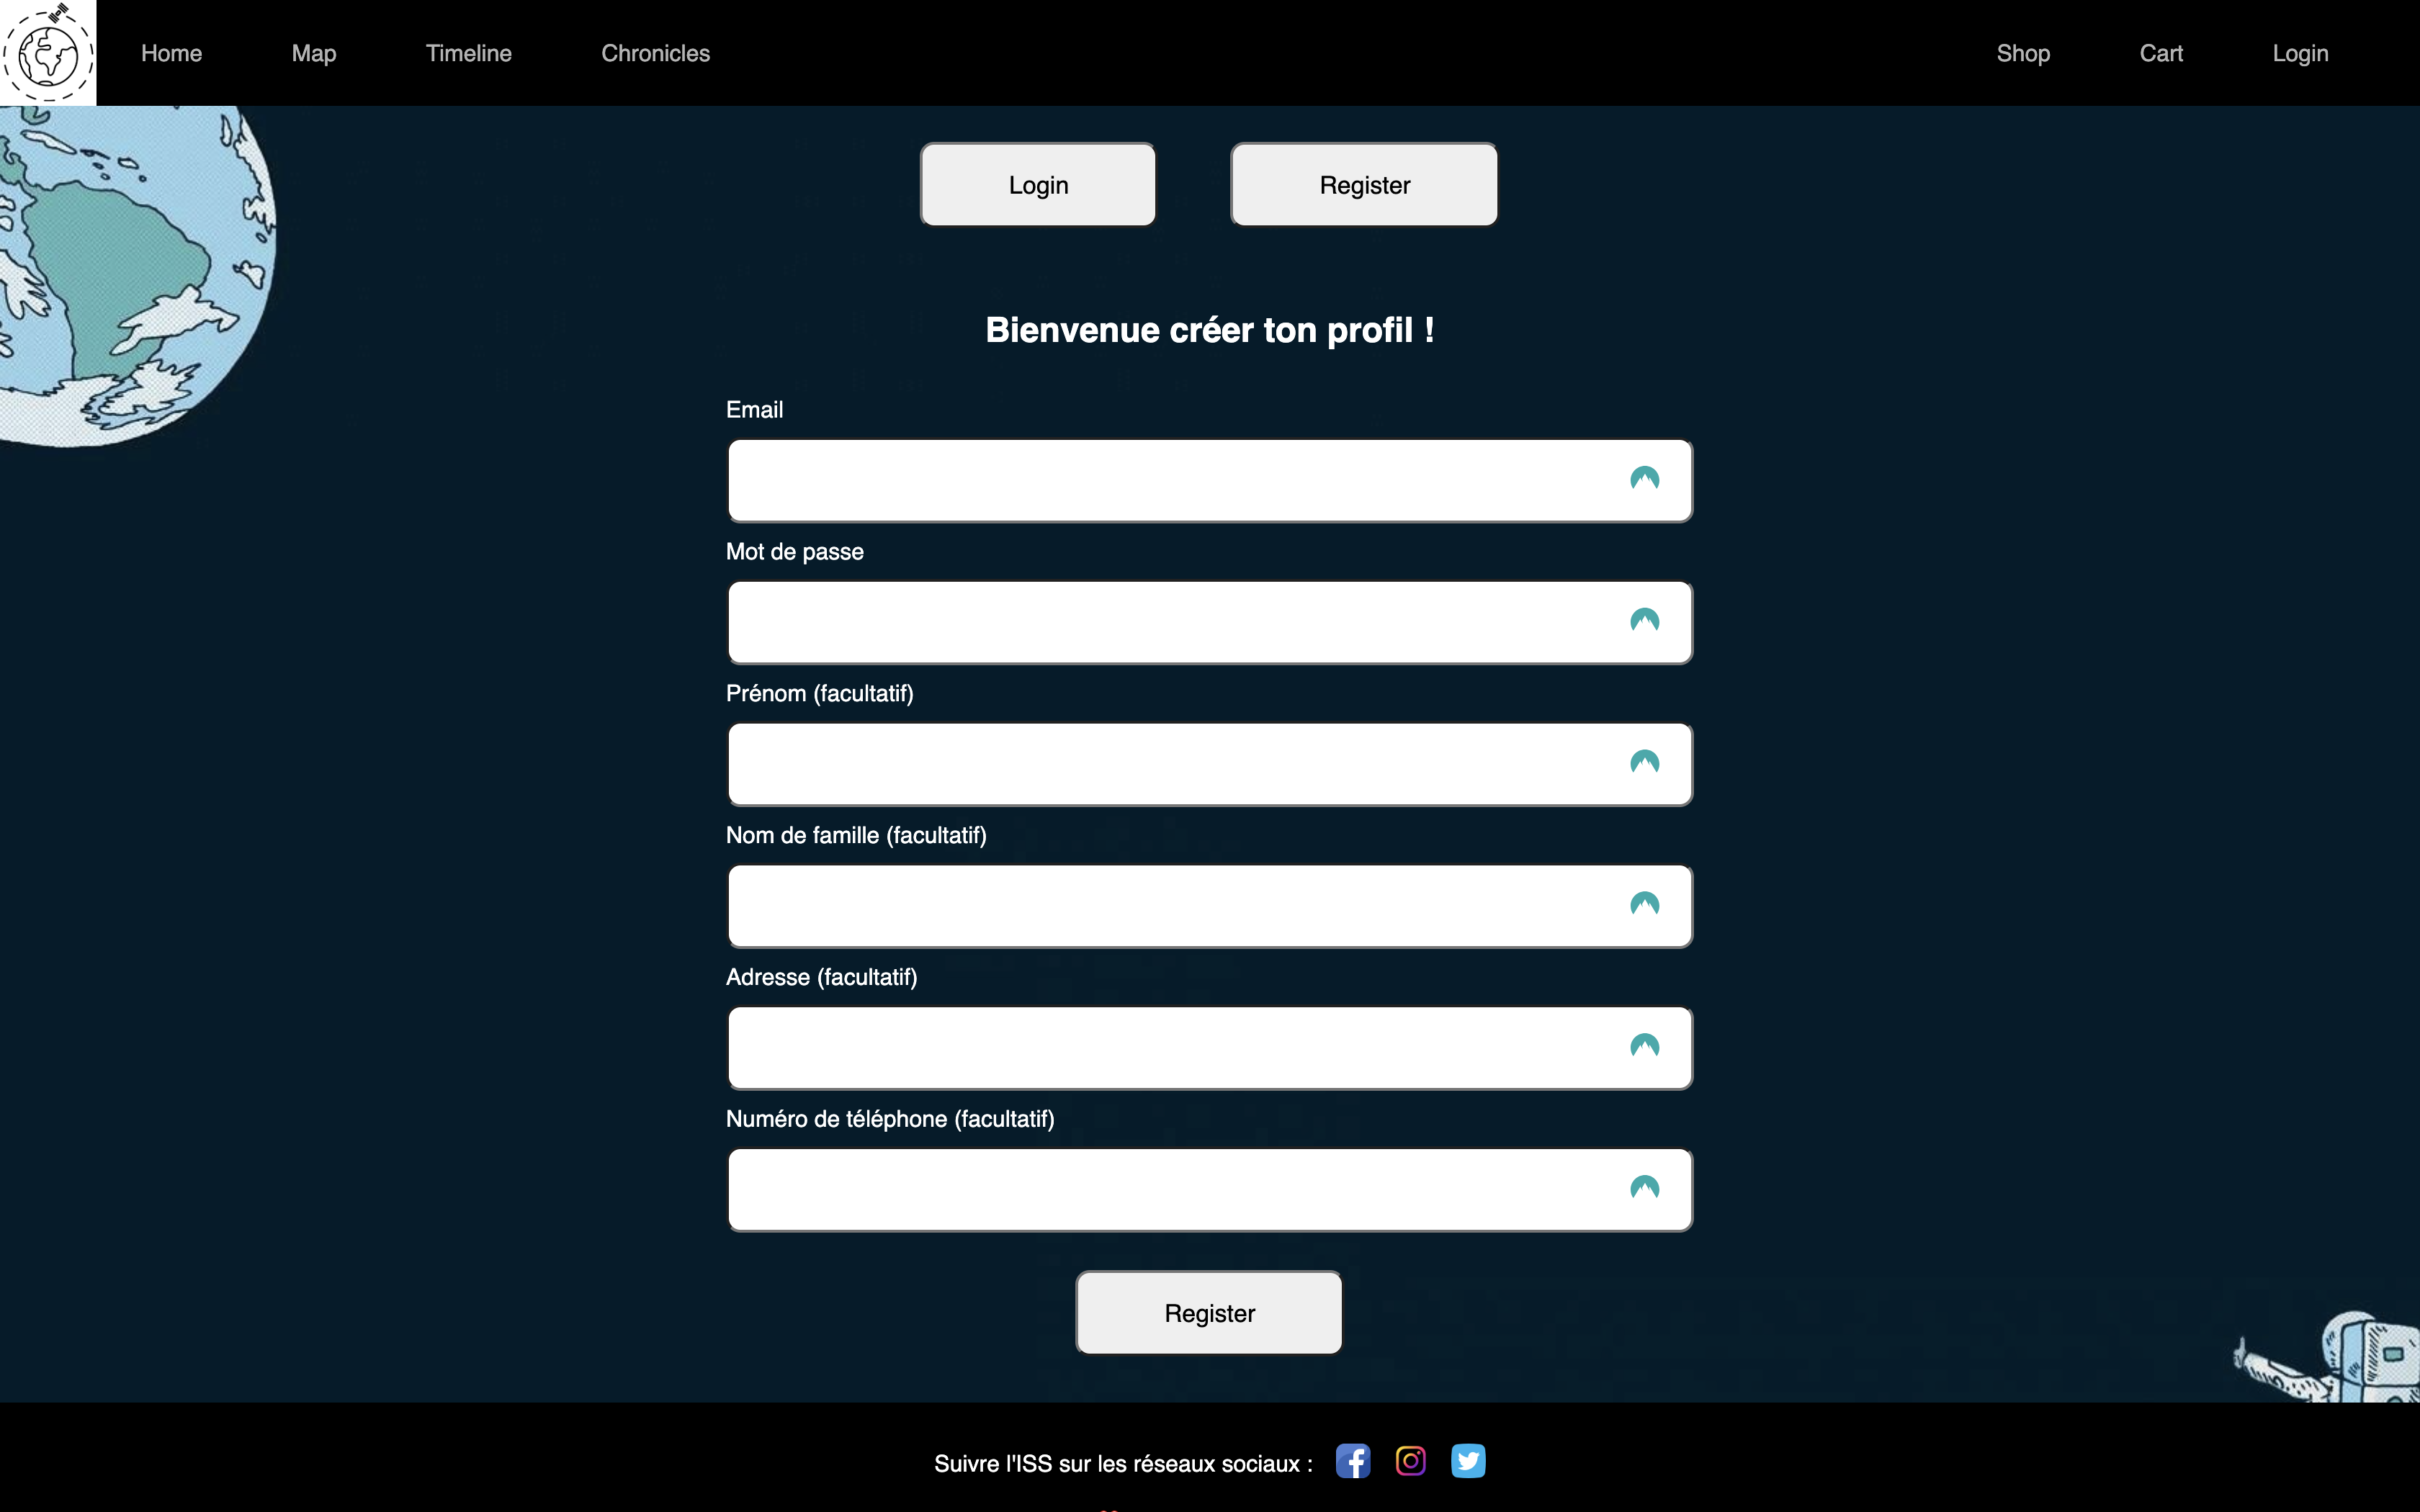 Home Map Timeline Chronicles Shop Cart Login
Login Register
Bienvenue créer ton profil !
Email
Mot de passe
Prénom (facultatif)
Nom de famille (facultatif)
Adresse (facultatif)
Numéro de téléphone (facultatif)
Register
Suivre l'ISS sur les réseaux sociaux :